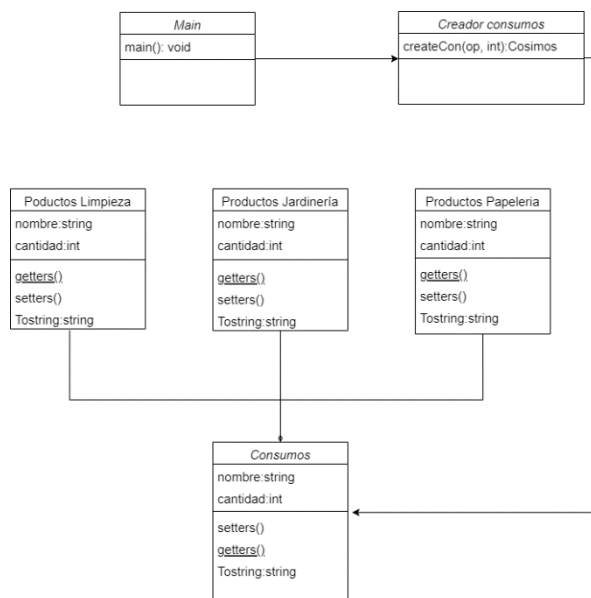 Main
main(): void
Creador consumos
createCon(op, int):Cosimos
Poductos Limpieza
nombre:string
cantidad:int
getters()
setters()
Tostring:string
Productos Jardinería
nombre:string
cantidad:int
getters()
setters()
Tostring:string
Productos Papeleria
nombre:string
cantidad:int
getters()
setters()
Tostring:string
Consumos
nombre:string
cantidad:int
setters()
getters()
Tostring:string